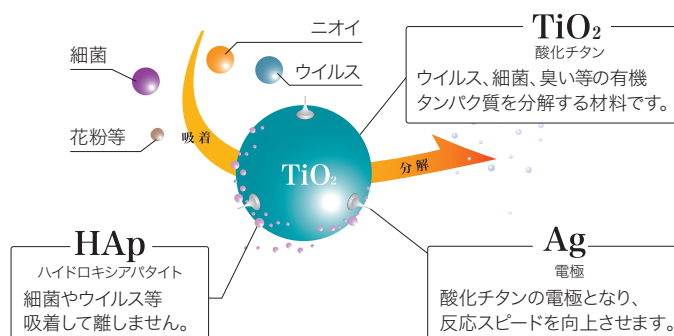 ニオイ
細菌
ウイルス
花粉等
吸着
TiO₂
分解
TiO₂
酸化チタン
ウイルス、細菌、臭い等の有機
タンパク質を分解する材料です。
HAp
ハイドロキシアパタイト
細菌やウイルス等
吸着して離しません。
Ag
電極
酸化チタンの電極となり、
反応スピードを向上させます。